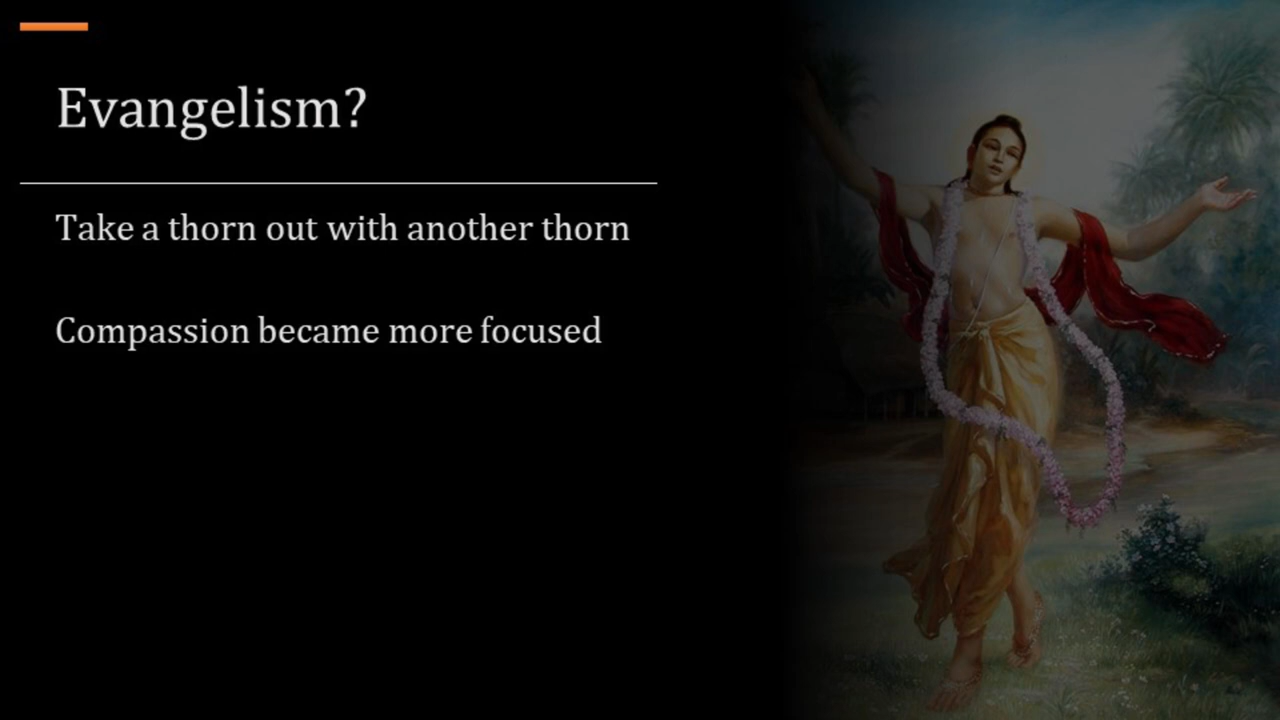 Evangelism?
Take a thorn out with another thorn
Compassion became more focused